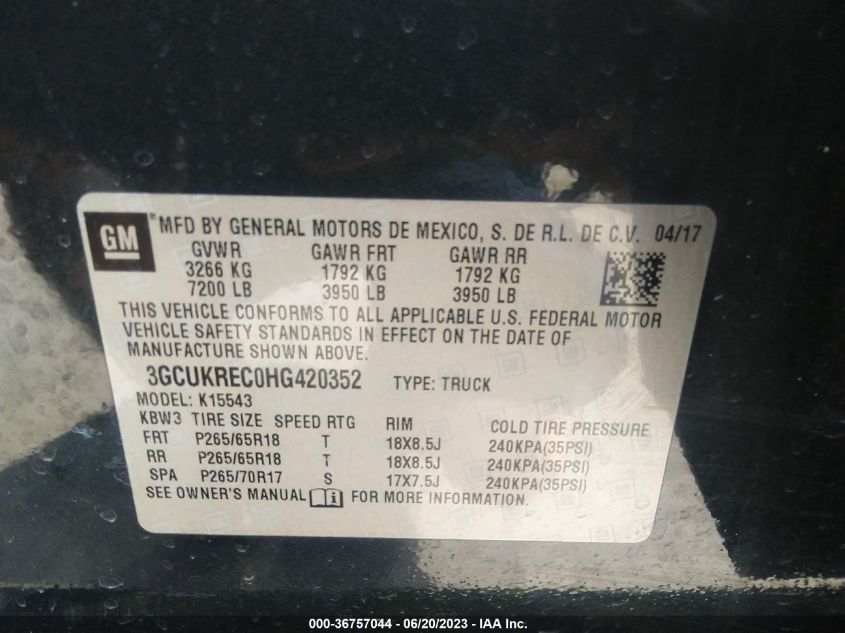 GM
® MFD BY GENERAL MOTORS DE MEXICO, S. DE R.L. DE C.V. 04/17
GVWR GAWR FRT GAWR RR
3266 KG 1792 KG 1792 KG
7200 LB 3950 LB 3950 LB
THIS VEHICLE CONFORMS TO ALL APPLICABLE U.S. FEDERAL MOTOR
VEHICLE SAFETY STANDARDS IN EFFECT ON THE DATE OF
MANUFACTURE SHOWN ABOVE.
3GCUKREC0HG420352 TYPE: TRUCK
MODEL: K15543
KBW3 TIRE SIZE SPEED RTG RIM COLD TIRE PRESSURE
FRT P265/65R18 T 18X8.5J 240KPA(35PSI)
RR P265/65R18 T 18X8.5J 240KPA(35PSI)
SPA P265/70R17 S 17X7.5J 240KPA(35PSI)
SEE OWNER'S MANUAL i FOR MORE INFORMATION.
000-36757044 / 06/20/2023 - © IAA Inc.